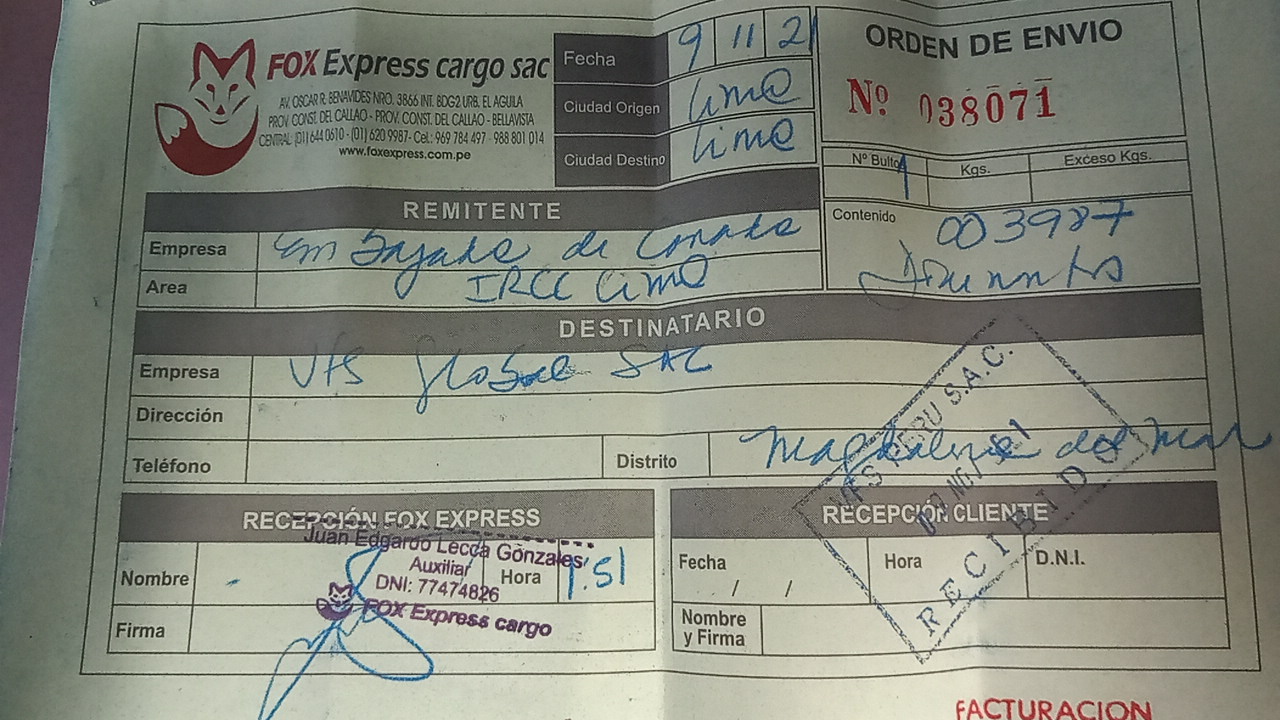 FOX Express cargo sac
AV. OSCAR R. BENAVIDES NRO. 3866 INT. BDG2 URB. EL AGUILA
PROV. CONST. DEL CALLAO - PROV. CONST. DEL CALLAO - BELLAVISTA
CENTRAL: (01) 644 0610 - (01) 620 9987 - Cel.: 969 784 497 - 988 801 014
www.foxexpress.com.pe
Fecha 9 11 21
Ciudad Origen Lima
Ciudad Destino Lima
ORDEN DE ENVIO
Nº 038071
Nº Bulto 1 Kgs. Exceso Kgs.
Contenido 003987
REMITENTE
Empresa Embajada de Canada
Area IRCC Lima
DESTINATARIO
Empresa VFS Global SAC
Dirección
Teléfono Distrito Magdalena del Mar
VFS PERU S.A.C.
RECIBIDO
RECEPCIÓN FOX EXPRESS
Juan Edgardo Lecca Gonzales
Auxiliar
DNI: 77474826
FOX Express cargo
Nombre Hora 1:51
Firma
RECEPCIÓN CLIENTE
Fecha / / Hora D.N.I.
Nombre
y Firma
FACTURACION